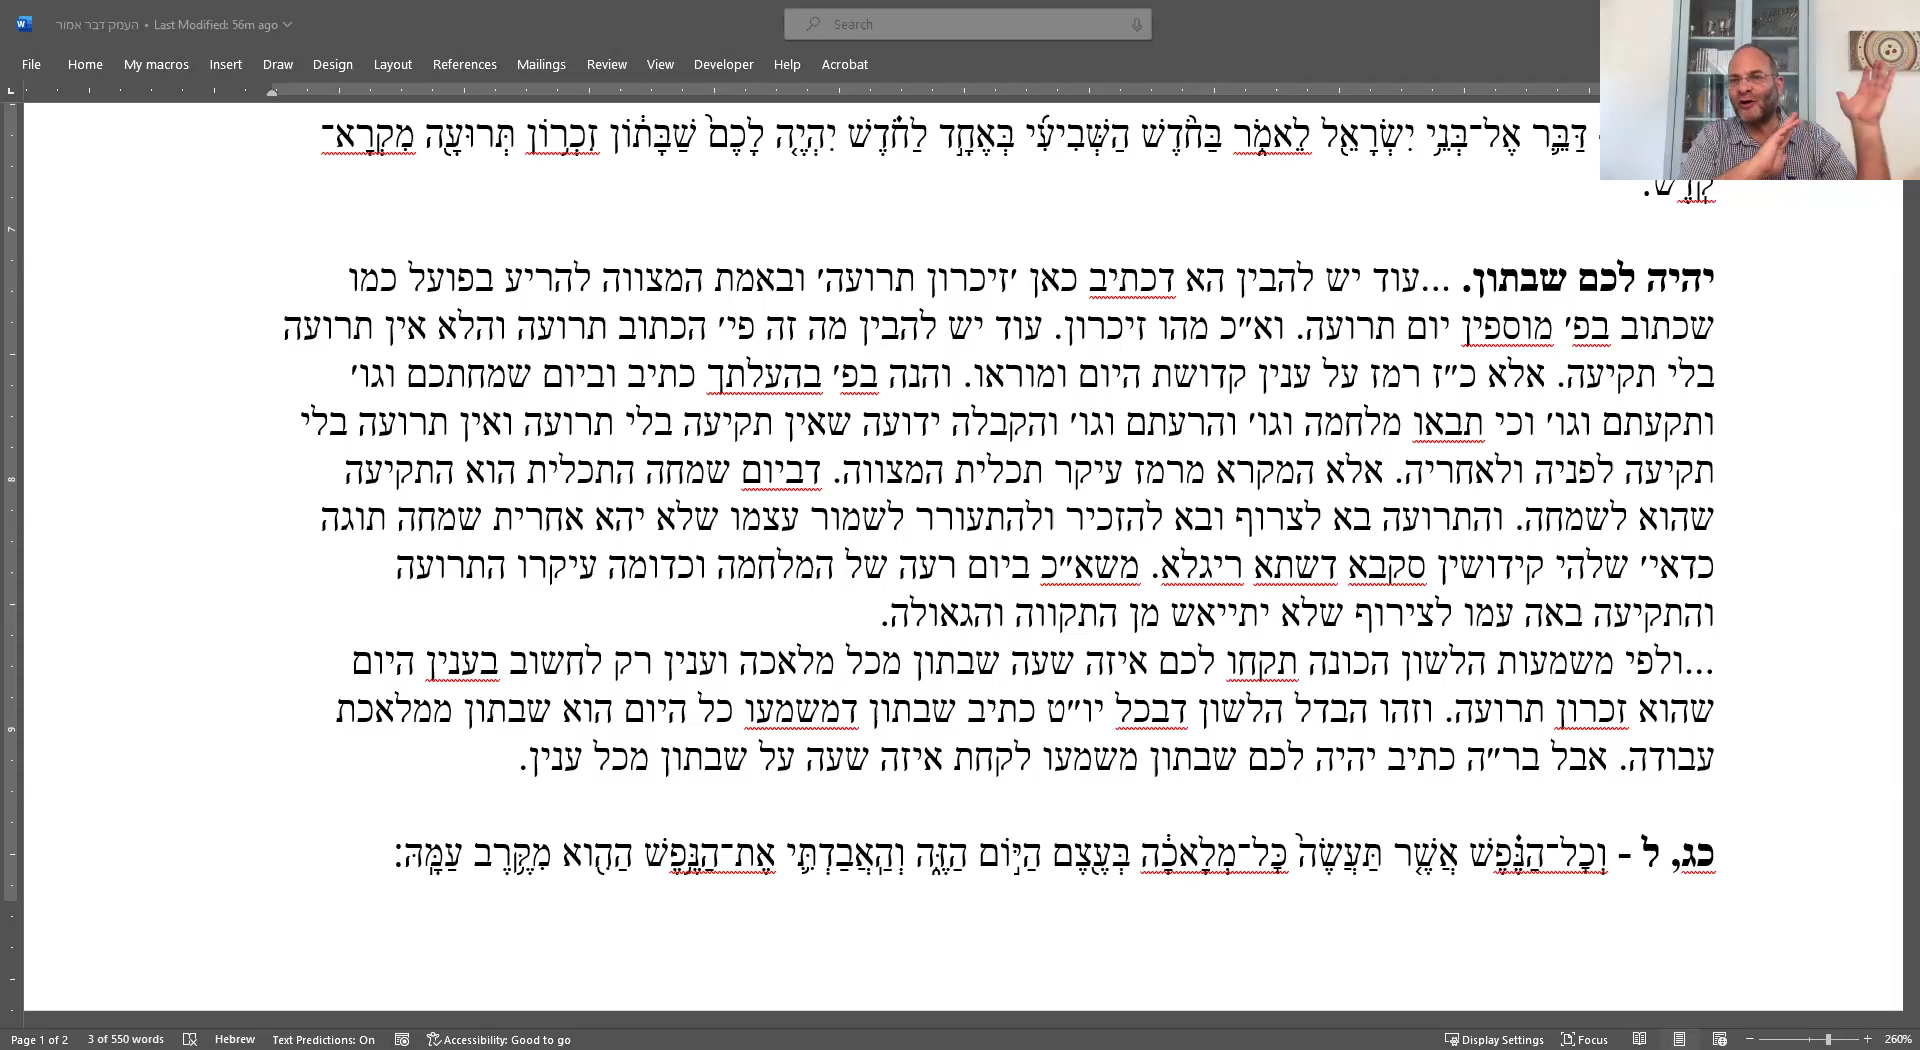 העמק דבר אמור • Last Modified: 56m ago
Search
File Home My macros Insert Draw Design Layout References Mailings Review View Developer Help Acrobat
דַּבֵּ֛ר אֶל־בְּנֵ֥י יִשְׂרָאֵ֖ל לֵאמֹ֑ר בַּחֹ֨דֶשׁ הַשְּׁבִיעִ֜י בְּאֶחָ֣ד לַחֹ֗דֶשׁ יִהְיֶ֤ה לָכֶם֙ שַׁבָּת֔וֹן זִכְר֥וֹן תְּרוּעָ֖ה מִקְרָא־
קֹֽדֶשׁ.
יהיה לכם שבתון. ...עוד יש להבין הא דכתיב כאן 'זיכרון תרועה' ובאמת המצווה להריע בפועל כמו
שכתוב בפ' מוספין יום תרועה. וא"כ מהו זיכרון. עוד יש להבין מה זה פי' הכתוב תרועה והלא אין תרועה
בלי תקיעה. אלא כ"ז רמז על ענין קדושת היום ומוראו. והנה בפ' בהעלתך כתיב וביום שמחתכם וגו'
ותקעתם וגו' וכי תבאו מלחמה וגו' והרעתם וגו' והקבלה ידועה שאין תקיעה בלי תרועה ואין תרועה בלי
תקיעה לפניה ולאחריה. אלא המקרא מרמז עיקר תכלית המצווה. דביום שמחה התכלית הוא התקיעה
שהוא לשמחה. והתרועה בא לצרוף ובא להזכיר ולהתעורר לשמור עצמו שלא יהא אחרית שמחה תוגה
כדאי' שלהי קידושין סקבא דשתא ריגלא. משא"כ ביום רעה של המלחמה וכדומה עיקרו התרועה
והתקיעה באה עמו לצירוף שלא יתייאש מן התקווה והגאולה.
...ולפי משמעות הלשון הכונה תקחו לכם איזה שעה שבתון מכל מלאכה וענין רק לחשוב בענין היום
שהוא זכרון תרועה. וזהו הבדל הלשון דבכל יו"ט כתיב שבתון דמשמעו כל היום הוא שבתון ממלאכת
עבודה. אבל בר"ה כתיב יהיה לכם שבתון משמעו לקחת איזה שעה על שבתון מכל ענין.
כג, ל - וְכׇל־הַנֶּ֗פֶשׁ אֲשֶׁ֤ר תַּעֲשֶׂה֙ כׇּל־מְלָאכָ֔ה בְּעֶ֖צֶם הַיּ֣וֹם הַזֶּ֑ה וְהַֽאֲבַדְתִּ֛י אֶת־הַנֶּ֥פֶשׁ הַהִ֖וא מִקֶּ֥רֶב עַמָּֽהּ׃
7
8
9
Page 1 of 2 3 of 550 words Hebrew Text Predictions: On Accessibility: Good to go Display Settings Focus 260%